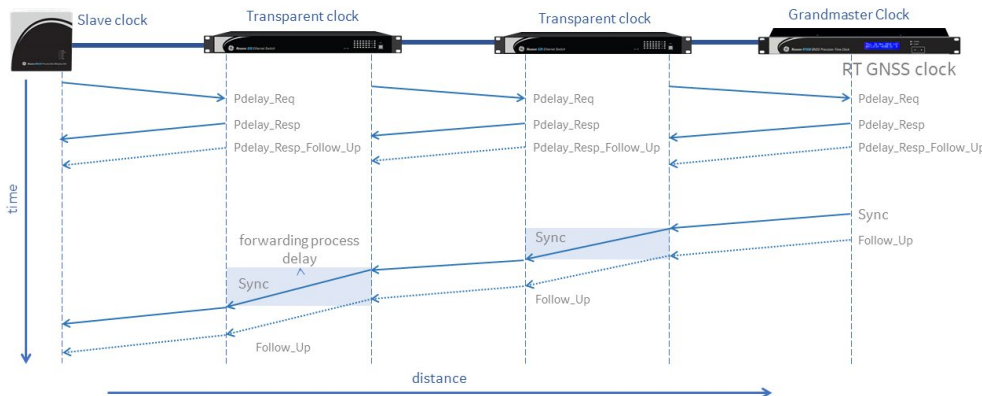 Slave clock
Transparent clock
Transparent clock
Grandmaster Clock
RT GNSS clock
Pdelay_Req
Pdelay_Req
Pdelay_Req
Pdelay_Resp
Pdelay_Resp
Pdelay_Resp
Pdelay_Resp_Follow_Up
Pdelay_Resp_Follow_Up
Pdelay_Resp_Follow_Up
time
Sync
forwarding process
delay
Sync
Follow_Up
Sync
Follow_Up
Follow_Up
distance